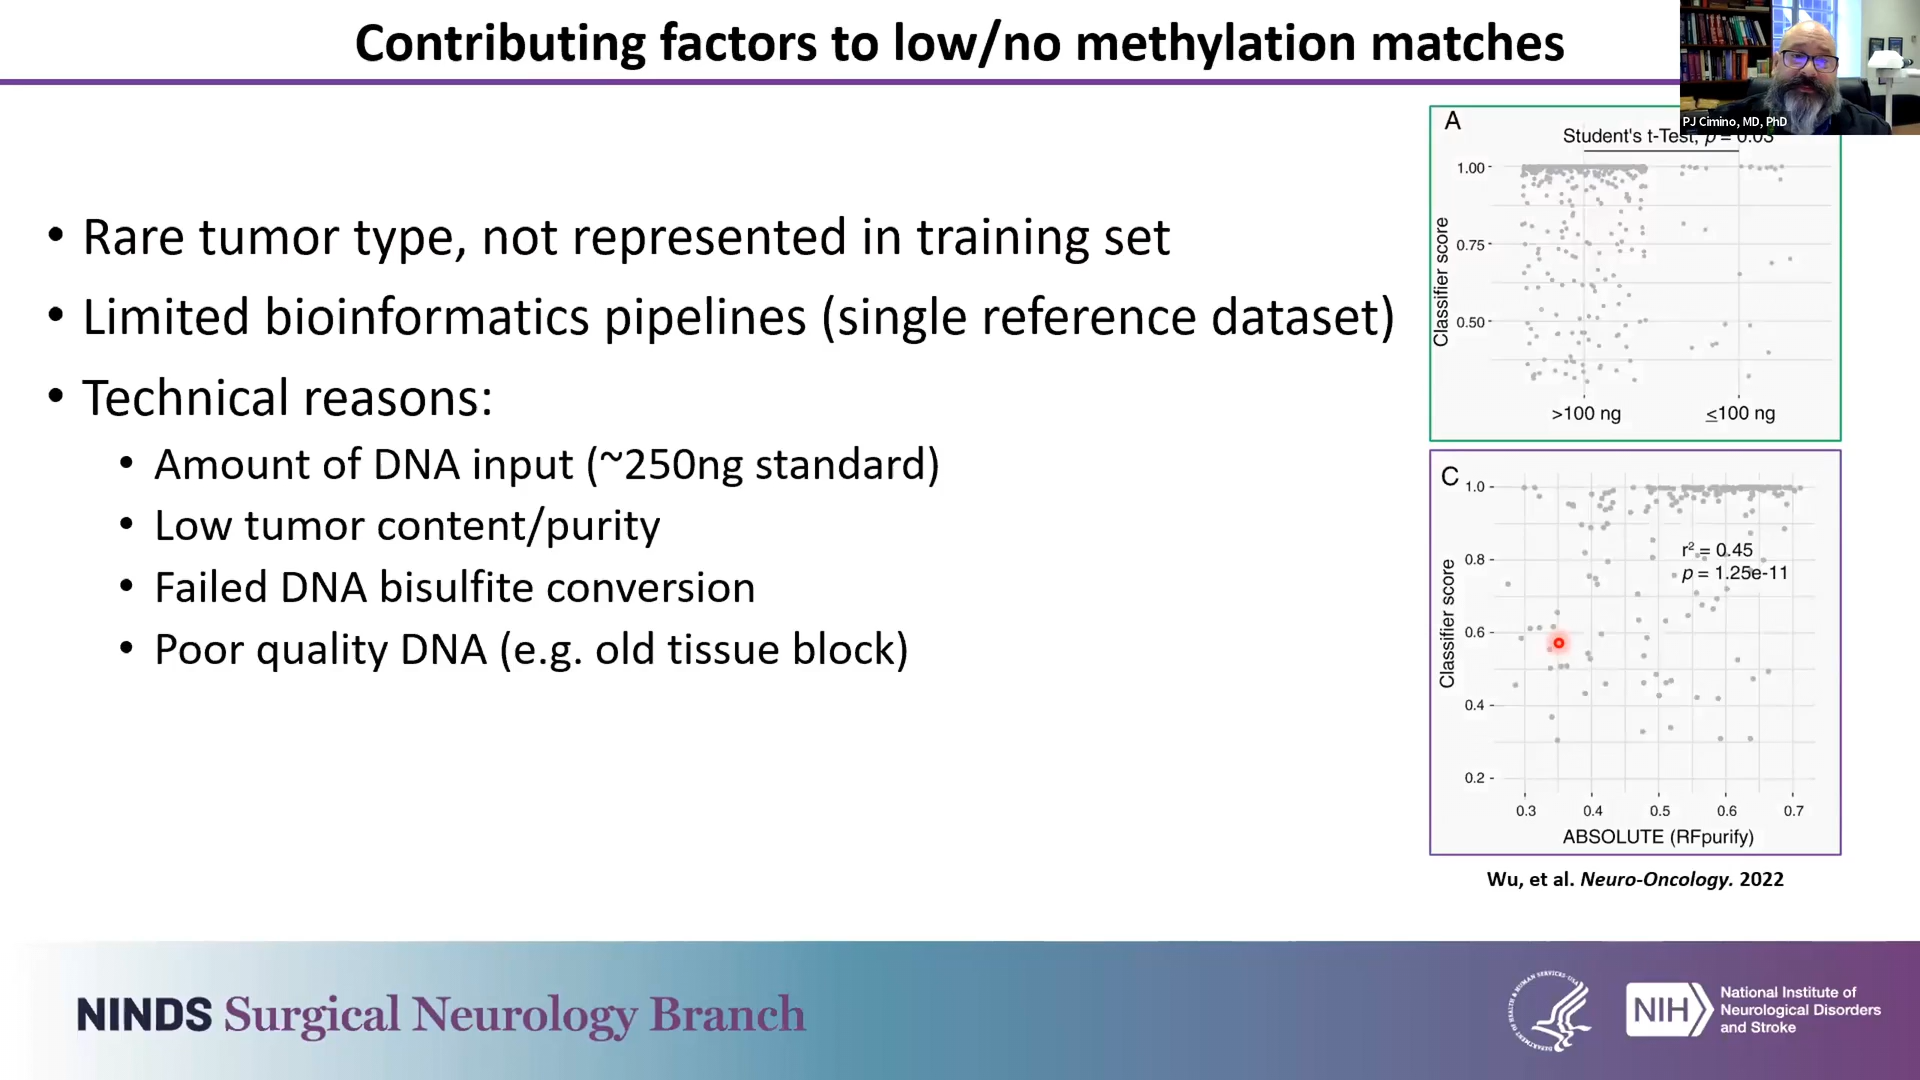 Contributing factors to low/no methylation matches
PJ Cimino, MD, PhD
• Rare tumor type, not represented in training set
• Limited bioinformatics pipelines (single reference dataset)
• Technical reasons:
• Amount of DNA input (~250ng standard)
• Low tumor content/purity
• Failed DNA bisulfite conversion
• Poor quality DNA (e.g. old tissue block)
A
Student's t-Test, p = 0.03
Classifier score
1.00
0.75
0.50
>100 ng
≤100 ng
C
Classifier score
1.0
0.8
0.6
0.4
0.2
r² = 0.45
p = 1.25e-11
0.3 0.4 0.5 0.6 0.7
ABSOLUTE (RFpurify)
Wu, et al. Neuro-Oncology. 2022
NINDS Surgical Neurology Branch
NIH
National Institute of
Neurological Disorders
and Stroke